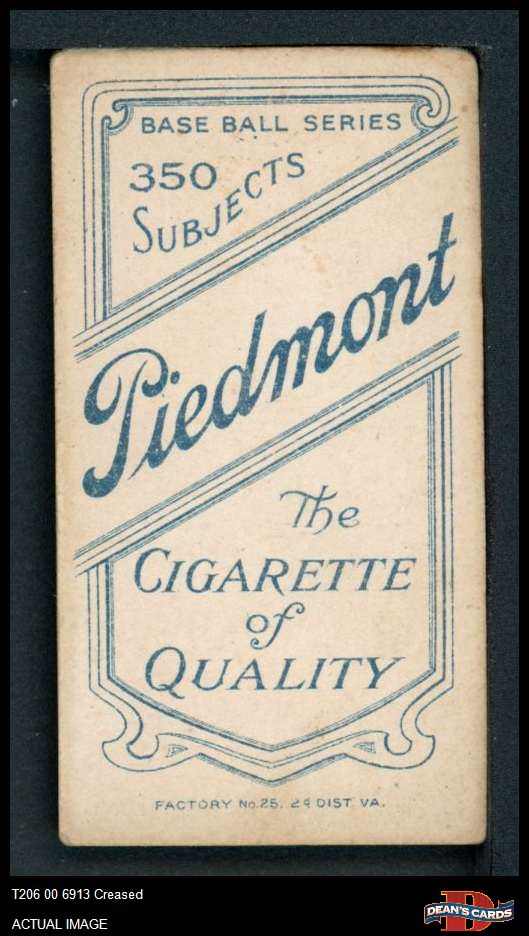 BASE BALL SERIES
350
SUBJECTS
Piedmont
The
CIGARETTE
of
QUALITY
FACTORY No. 25, 2d DIST VA.
T206 00 6913 Creased
ACTUAL IMAGE
D
DEAN'S CARDS